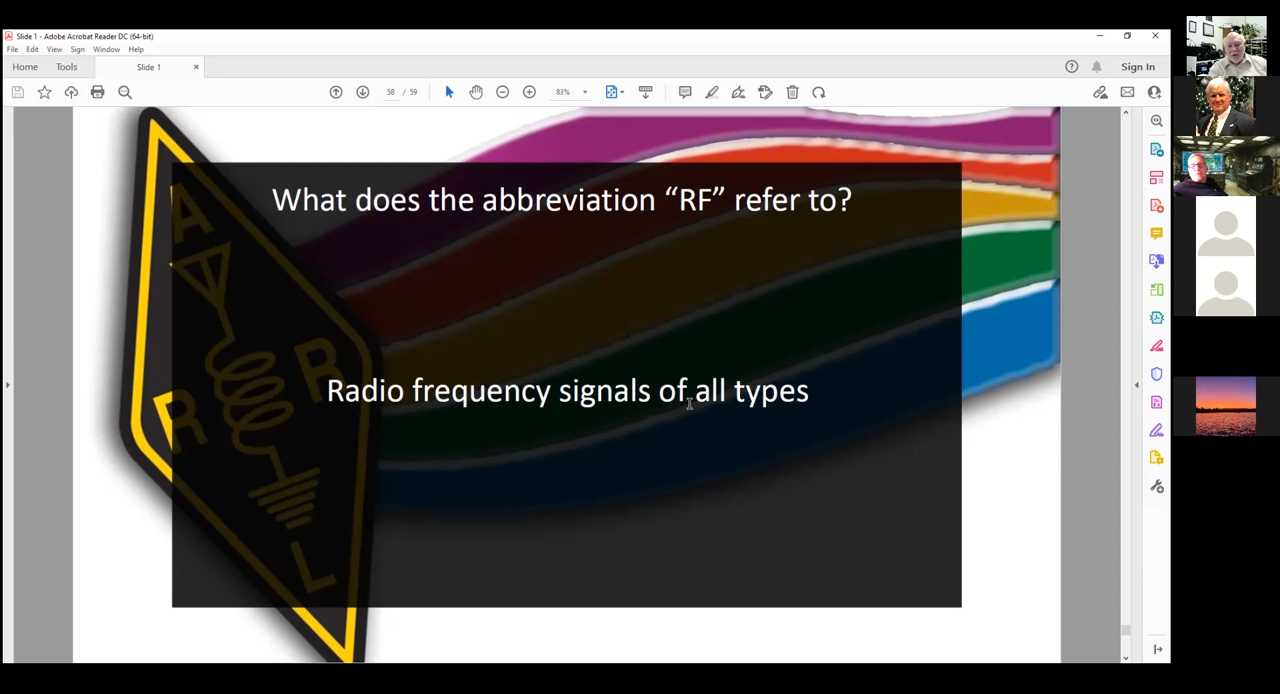 Slide 1 - Adobe Acrobat Reader DC (64-bit)
File Edit View Sign Window Help
Home Tools Slide 1 × Sign In
58 / 59 83%
What does the abbreviation “RF” refer to?
Radio frequency signals of all types
A
R R
L